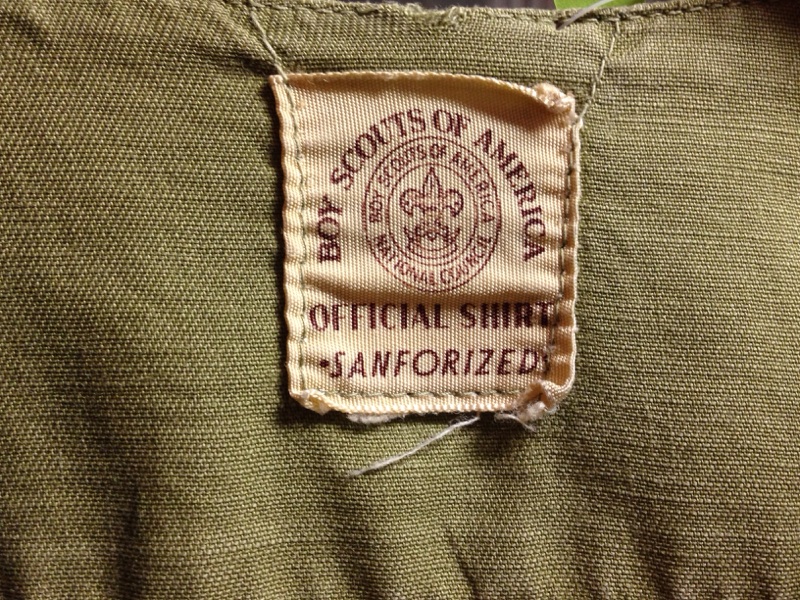 BOY SCOUTS OF AMERICA
BOY SCOUTS OF AMERICA
NATIONAL COUNCIL
OFFICIAL SHIRT
•SANFORIZED•